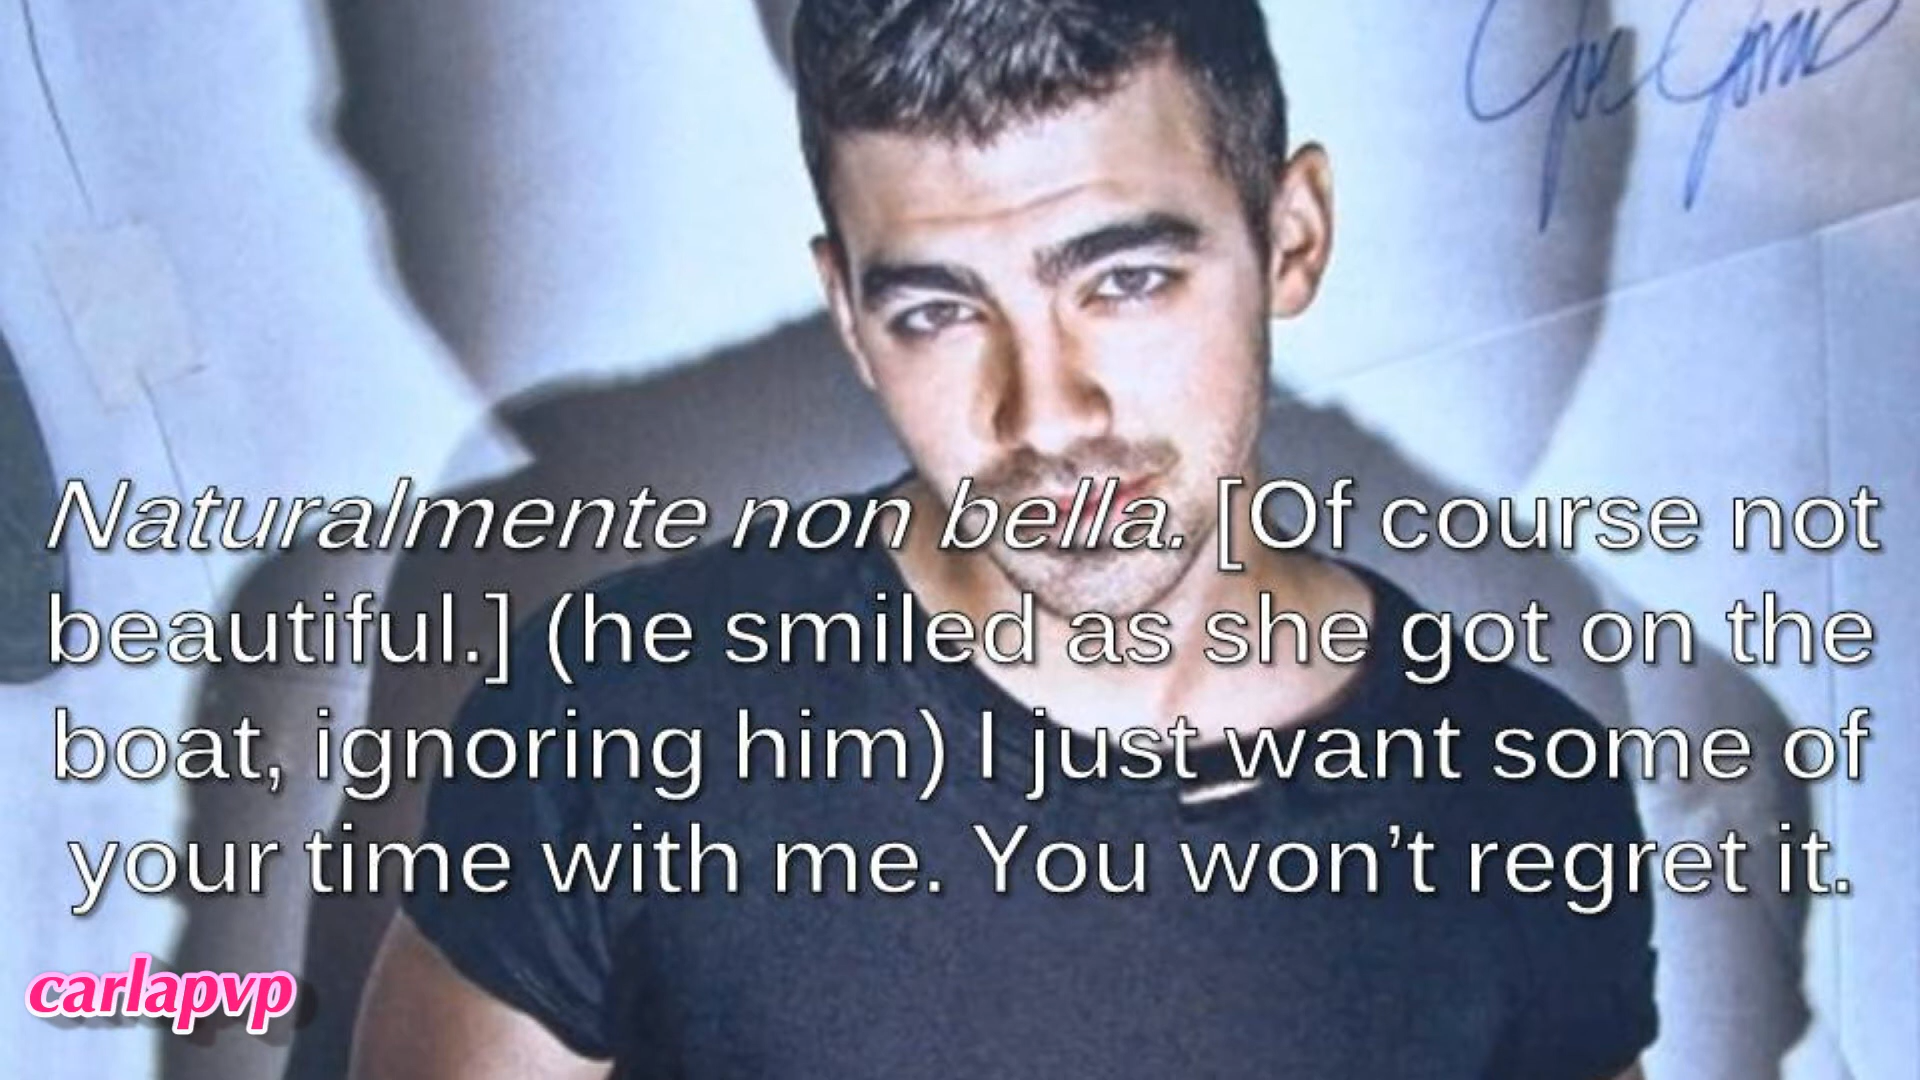 Naturalmente non bella. [Of course not
beautiful.] (he smiled as she got on the
boat, ignoring him) I just want some of
your time with me. You won’t regret it.
carlapvp